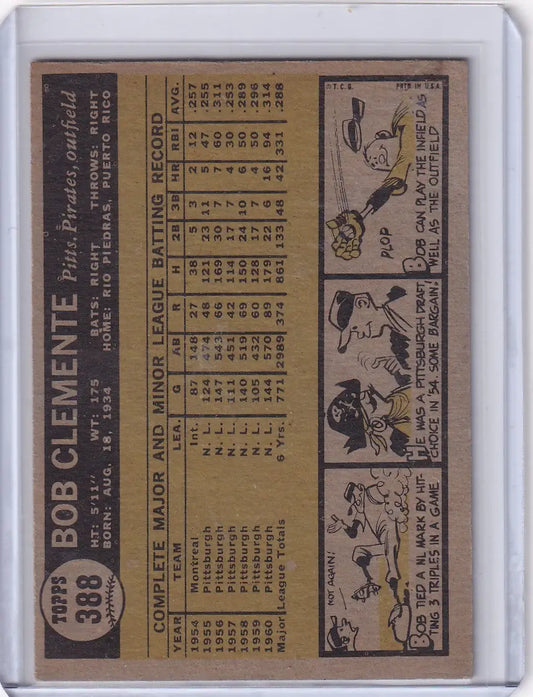 TOPPS
388
BOB CLEMENTE
Pitts. Pirates, outfield
HT: 5'11" WT: 175 BATS: RIGHT THROWS: RIGHT
BORN: AUG. 18, 1934 HOME: RIO PIEDRAS, PUERTO RICO
COMPLETE MAJOR AND MINOR LEAGUE BATTING RECORD
YEAR TEAM LEA. G AB R H 2B 3B HR RBI AVG.
1954 Montreal Int. 87 148 27 38 5 3 2 12 .257
1955 Pittsburgh N. L. 124 474 48 121 23 11 5 47 .255
1956 Pittsburgh N. L. 147 543 66 169 30 7 7 60 .311
1957 Pittsburgh N. L. 111 451 42 114 17 7 4 30 .253
1958 Pittsburgh N. L. 140 519 69 150 24 10 6 50 .289
1959 Pittsburgh N. L. 105 432 60 128 17 7 4 50 .296
1960 Pittsburgh N. L. 144 570 89 179 22 6 16 94 .314
Major League Totals 6 Yrs. 771 2989 374 861 133 48 42 331 .288
NOT AGAIN!
BOB TIED A NL MARK BY HIT-
TING 3 TRIPLES IN A GAME
HE WAS A PITTSBURGH DRAFT
CHOICE IN '54. SOME BARGAIN!
© T.C.G. PRTD IN U.S.A.
PLOP
BOB CAN PLAY THE INFIELD AS
WELL AS THE OUTFIELD